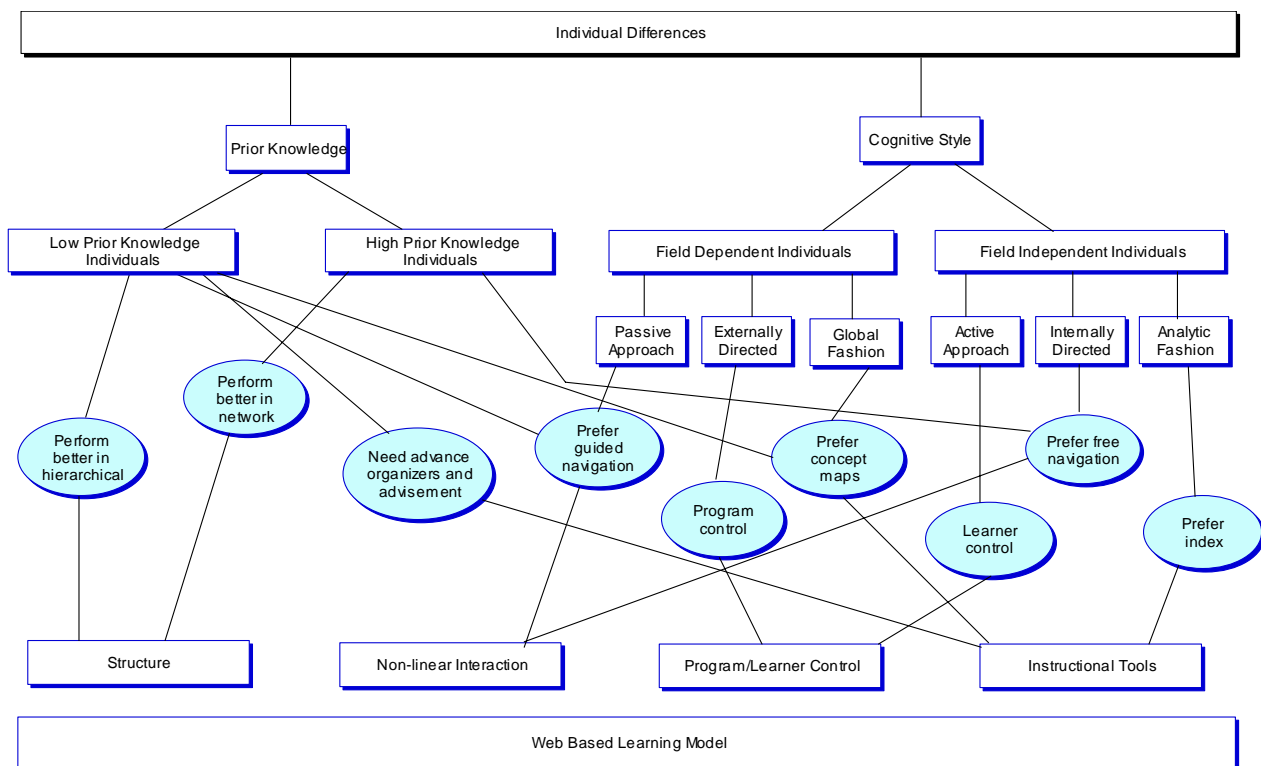 Individual Differences
Prior Knowledge
Cognitive Style
Low Prior Knowledge
Individuals
High Prior Knowledge
Individuals
Field Dependent Individuals
Field Independent Individuals
Passive
Approach
Externally
Directed
Global
Fashion
Active
Approach
Internally
Directed
Analytic
Fashion
Perform
better in
hierarchical
Perform
better in
network
Need advance
organizers and
advisement
Prefer
guided
navigation
Program
control
Prefer
concept
maps
Learner
control
Prefer free
navigation
Prefer
index
Structure
Non-linear Interaction
Program/Learner Control
Instructional Tools
Web Based Learning Model